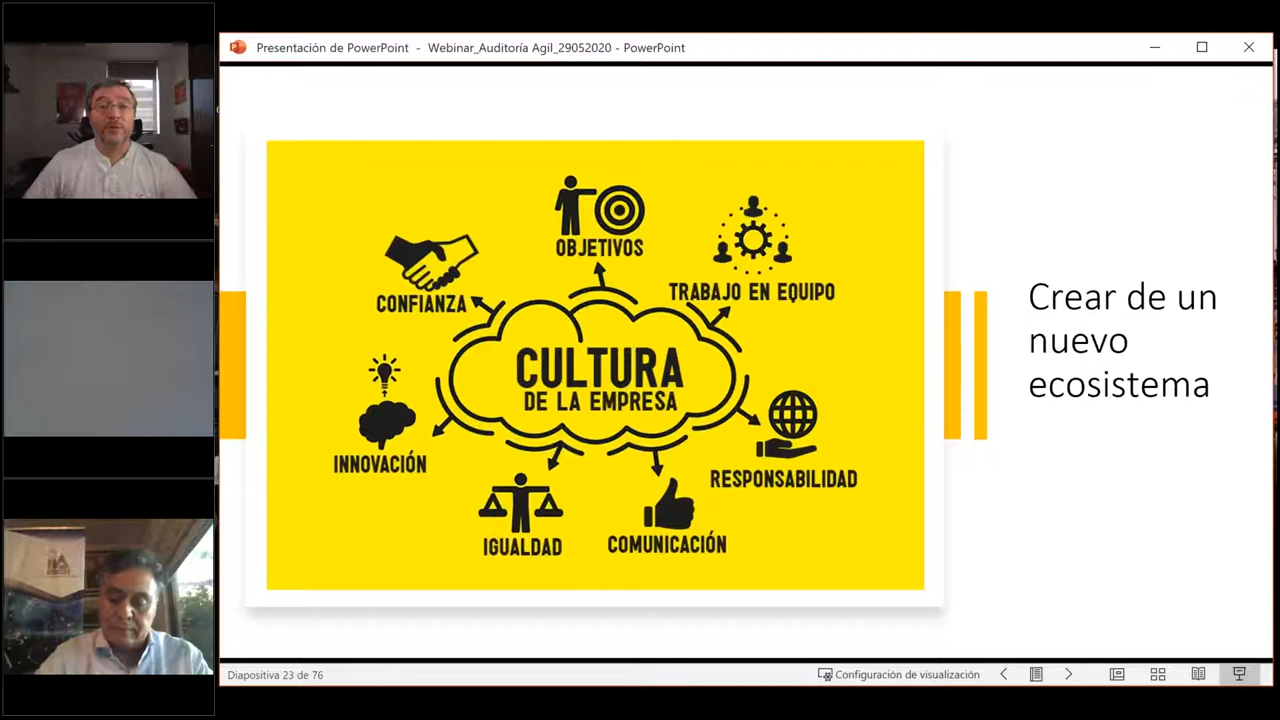 Presentación de PowerPoint - Webinar_Auditoría Agil_29052020 - PowerPoint
OBJETIVOS
TRABAJO EN EQUIPO
CONFIANZA
CULTURA
DE LA EMPRESA
INNOVACIÓN
RESPONSABILIDAD
IGUALDAD
COMUNICACIÓN
Crear de un
nuevo
ecosistema
Diapositiva 23 de 76
Configuración de visualización